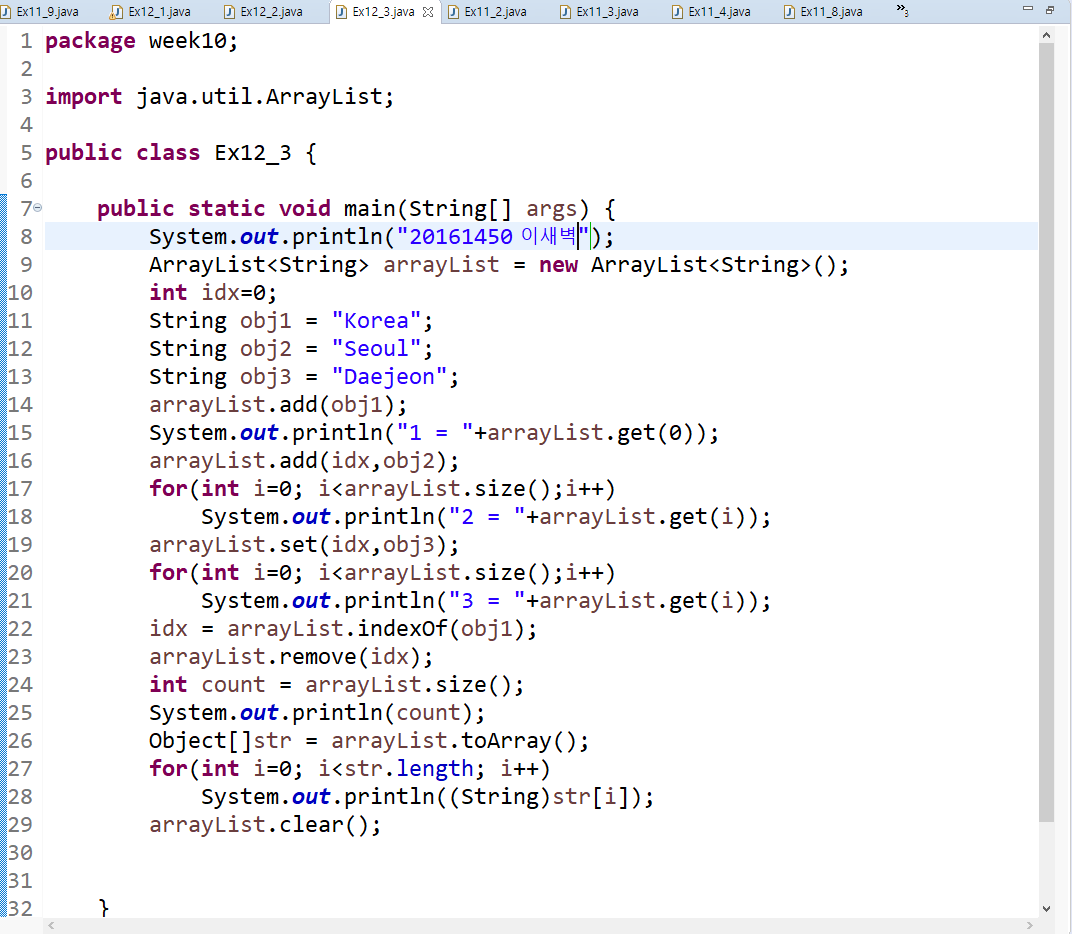 Ex11_9.java Ex12_1.java Ex12_2.java Ex12_3.java Ex11_2.java Ex11_3.java Ex11_4.java Ex11_8.java »3
1 package week10;
2
3 import java.util.ArrayList;
4
5 public class Ex12_3 {
6
7 public static void main(String[] args) {
8 System.out.println("20161450 이새벽");
9 ArrayList<String> arrayList = new ArrayList<String>();
10 int idx=0;
11 String obj1 = "Korea";
12 String obj2 = "Seoul";
13 String obj3 = "Daejeon";
14 arrayList.add(obj1);
15 System.out.println("1 = "+arrayList.get(0));
16 arrayList.add(idx,obj2);
17 for(int i=0; i<arrayList.size();i++)
18 System.out.println("2 = "+arrayList.get(i));
19 arrayList.set(idx,obj3);
20 for(int i=0; i<arrayList.size();i++)
21 System.out.println("3 = "+arrayList.get(i));
22 idx = arrayList.indexOf(obj1);
23 arrayList.remove(idx);
24 int count = arrayList.size();
25 System.out.println(count);
26 Object[]str = arrayList.toArray();
27 for(int i=0; i<str.length; i++)
28 System.out.println((String)str[i]);
29 arrayList.clear();
30
31
32 }